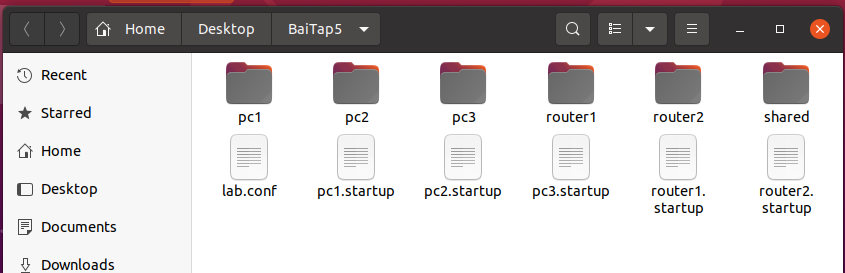 Home Desktop BaiTap5
Recent
Starred
Home
Desktop
Documents
Downloads
pc1 pc2 pc3 router1 router2 shared
lab.conf pc1.startup pc2.startup pc3.startup router1. router2.
startup startup